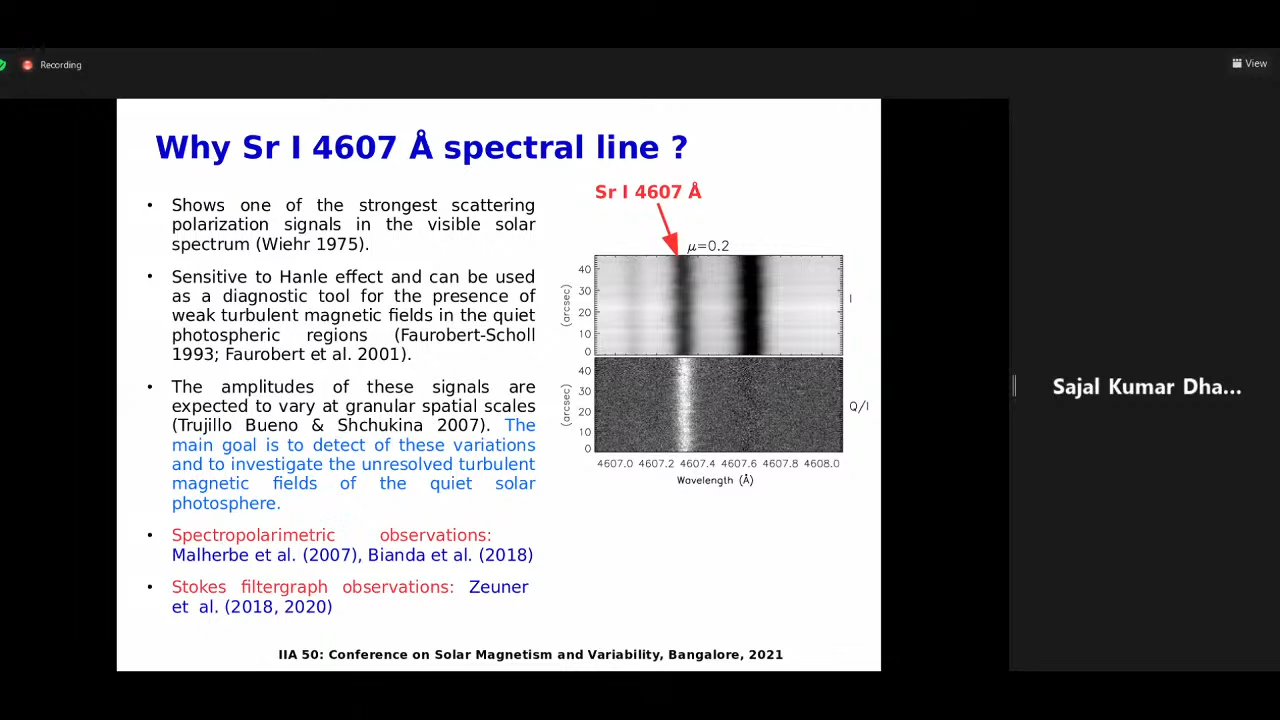 Recording
View
Why Sr I 4607 Å spectral line ?
• Shows one of the strongest scattering
polarization signals in the visible solar
spectrum (Wiehr 1975).
• Sensitive to Hanle effect and can be used
as a diagnostic tool for the presence of
weak turbulent magnetic fields in the quiet
photospheric regions (Faurobert-Scholl
1993; Faurobert et al. 2001).
• The amplitudes of these signals are
expected to vary at granular spatial scales
(Trujillo Bueno & Shchukina 2007). The
main goal is to detect of these variations
and to investigate the unresolved turbulent
magnetic fields of the quiet solar
photosphere.
• Spectropolarimetric observations:
Malherbe et al. (2007), Bianda et al. (2018)
• Stokes filtergraph observations: Zeuner
et al. (2018, 2020)
Sr I 4607 Å
μ=0.2
40
30
20
10
0
(arcsec)
I
40
30
20
10
0
(arcsec)
Q/I
4607.0 4607.2 4607.4 4607.6 4607.8 4608.0
Wavelength (Å)
Sajal Kumar Dha...
IIA 50: Conference on Solar Magnetism and Variability, Bangalore, 2021